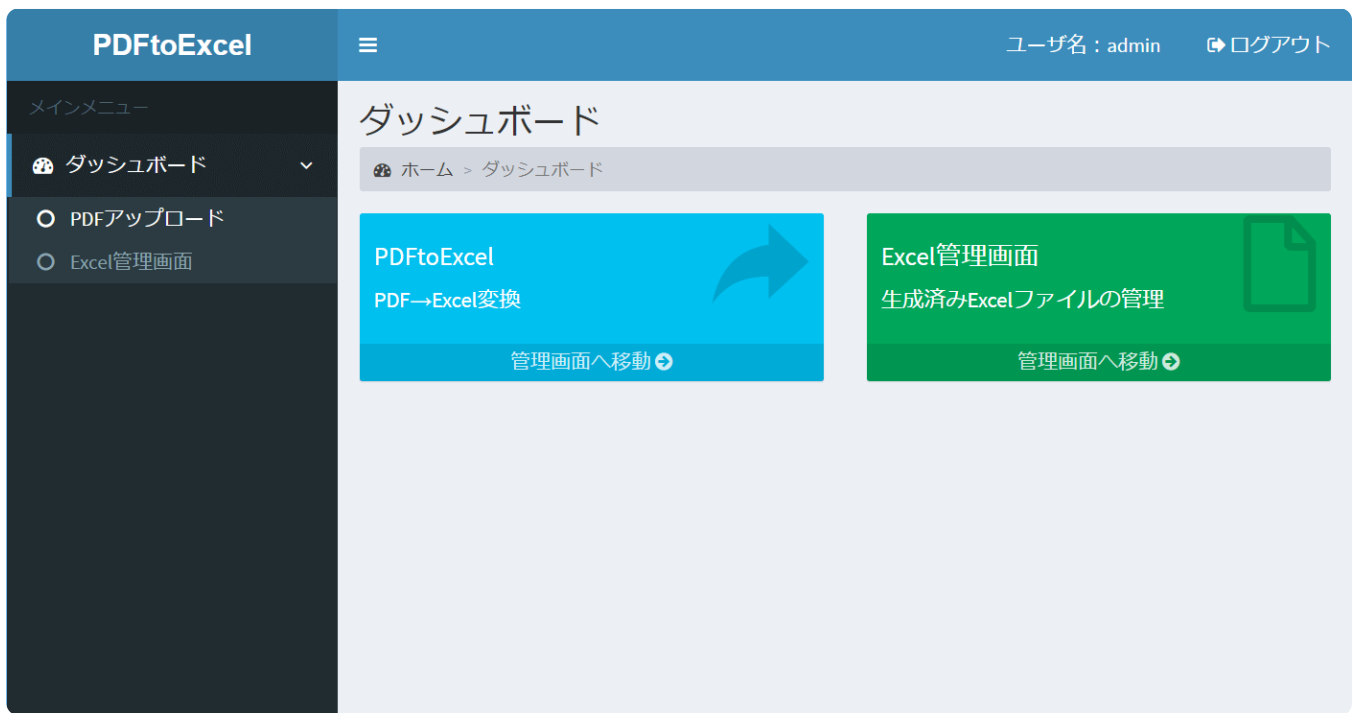 PDFtoExcel
ユーザ名：admin
ログアウト
メインメニュー
ダッシュボード
PDFアップロード
Excel管理画面
ダッシュボード
ホーム > ダッシュボード
PDFtoExcel
PDF→Excel変換
管理画面へ移動
Excel管理画面
生成済みExcelファイルの管理
管理画面へ移動